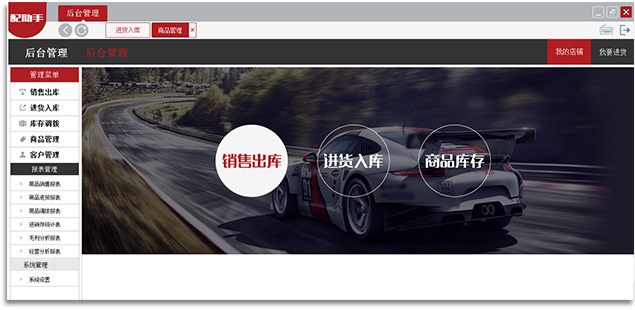 配助手
后台管理
进货入库
商品管理
后台管理
后台管理
我的店铺
我要进货
管理菜单
销售出库
进货入库
库存调拨
商品管理
客户管理
报表管理
商品销售报表
商品进货报表
商品调拨报表
进销存统计表
毛利分析报表
经营分析报表
系统管理
系统设置
销售出库
进货入库
商品库存